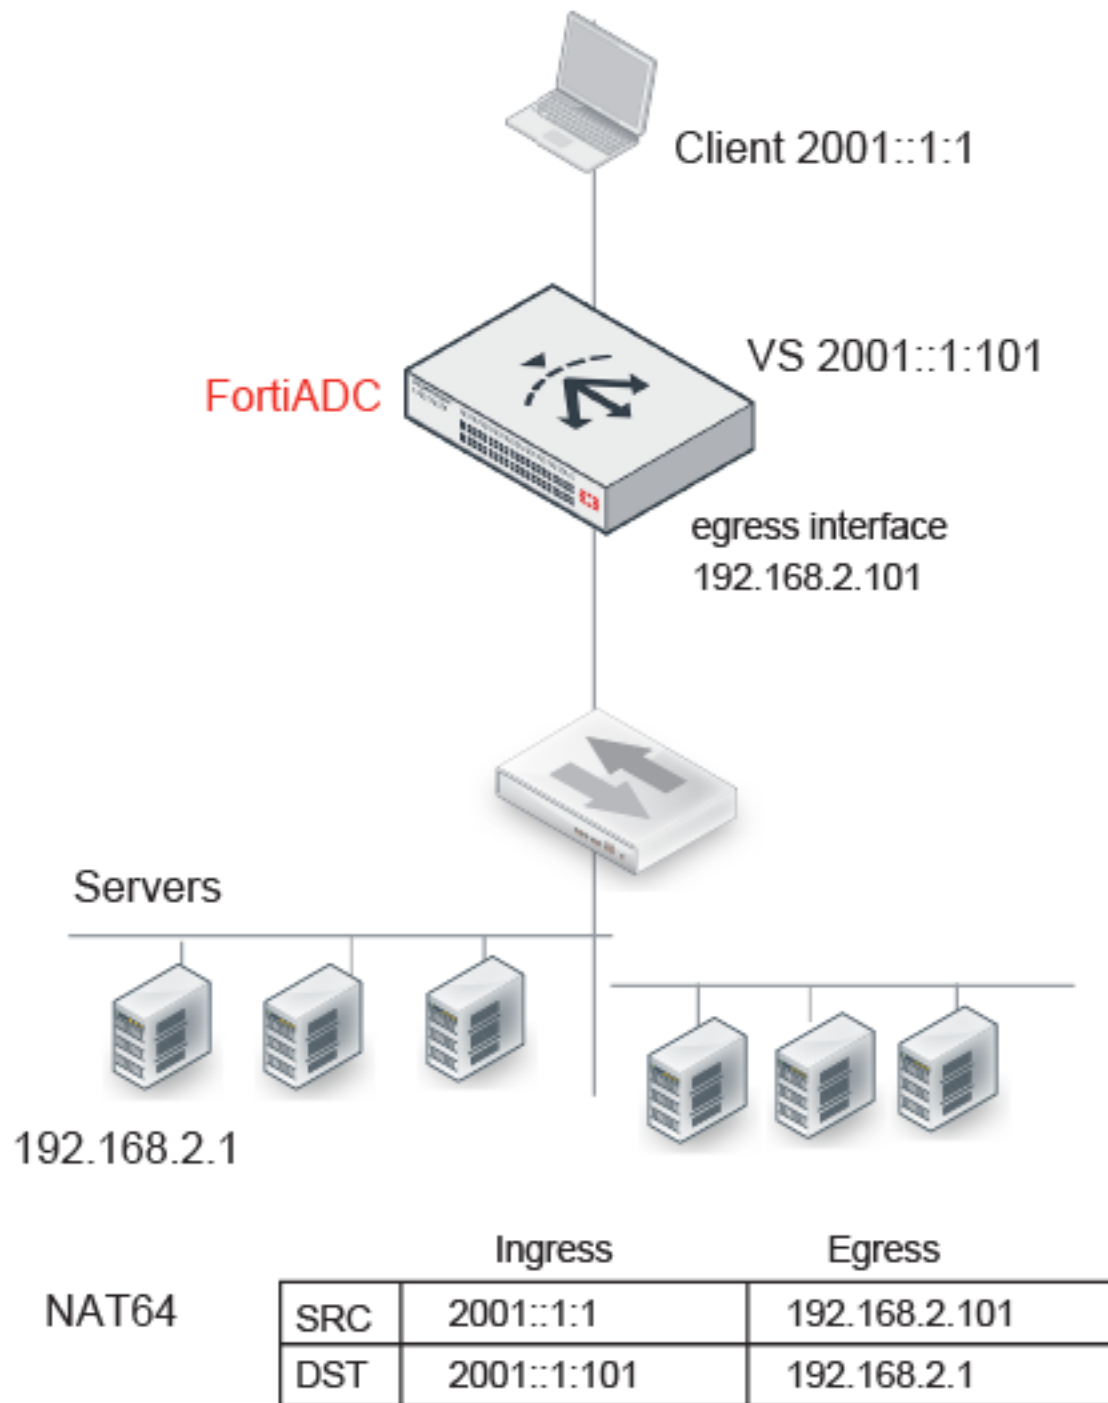 Client 2001::1:1
VS 2001::1:101
FortiADC
egress interface
192.168.2.101
Servers
192.168.2.1
Ingress Egress
NAT64
SRC 2001::1:1 192.168.2.101
DST 2001::1:101 192.168.2.1